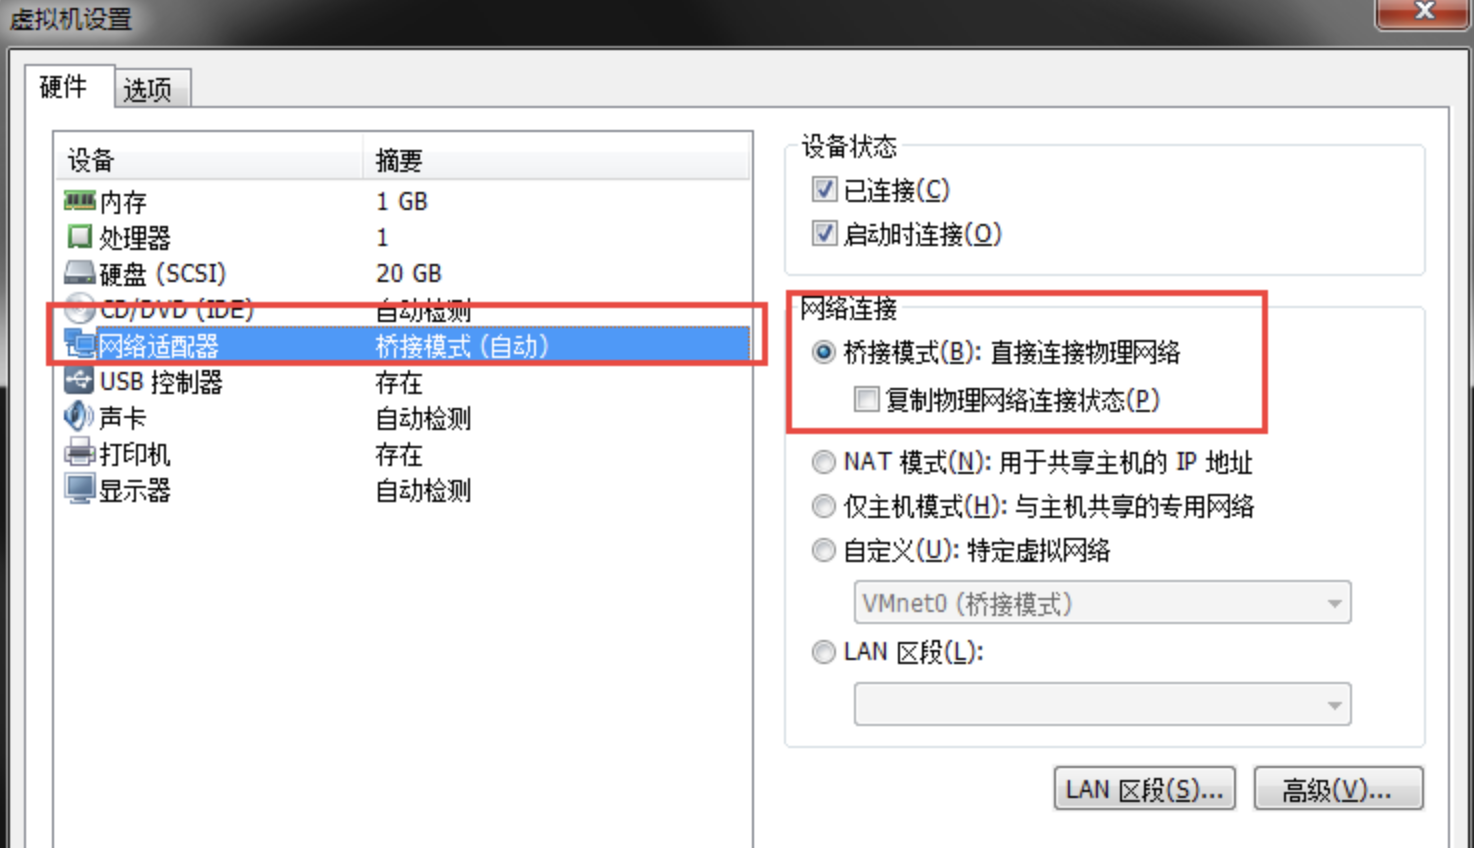 虚拟机设置
硬件 选项
设备 摘要
内存 1 GB
处理器 1
硬盘 (SCSI) 20 GB
CD/DVD (IDE) 自动检测
网络适配器 桥接模式 (自动)
USB 控制器 存在
声卡 自动检测
打印机 存在
显示器 自动检测
设备状态
已连接(C)
启动时连接(O)
网络连接
桥接模式(B): 直接连接物理网络
复制物理网络连接状态(P)
NAT 模式(N): 用于共享主机的 IP 地址
仅主机模式(H): 与主机共享的专用网络
自定义(U): 特定虚拟网络
VMnet0 (桥接模式)
LAN 区段(L):
LAN 区段(S)... 高级(V)...